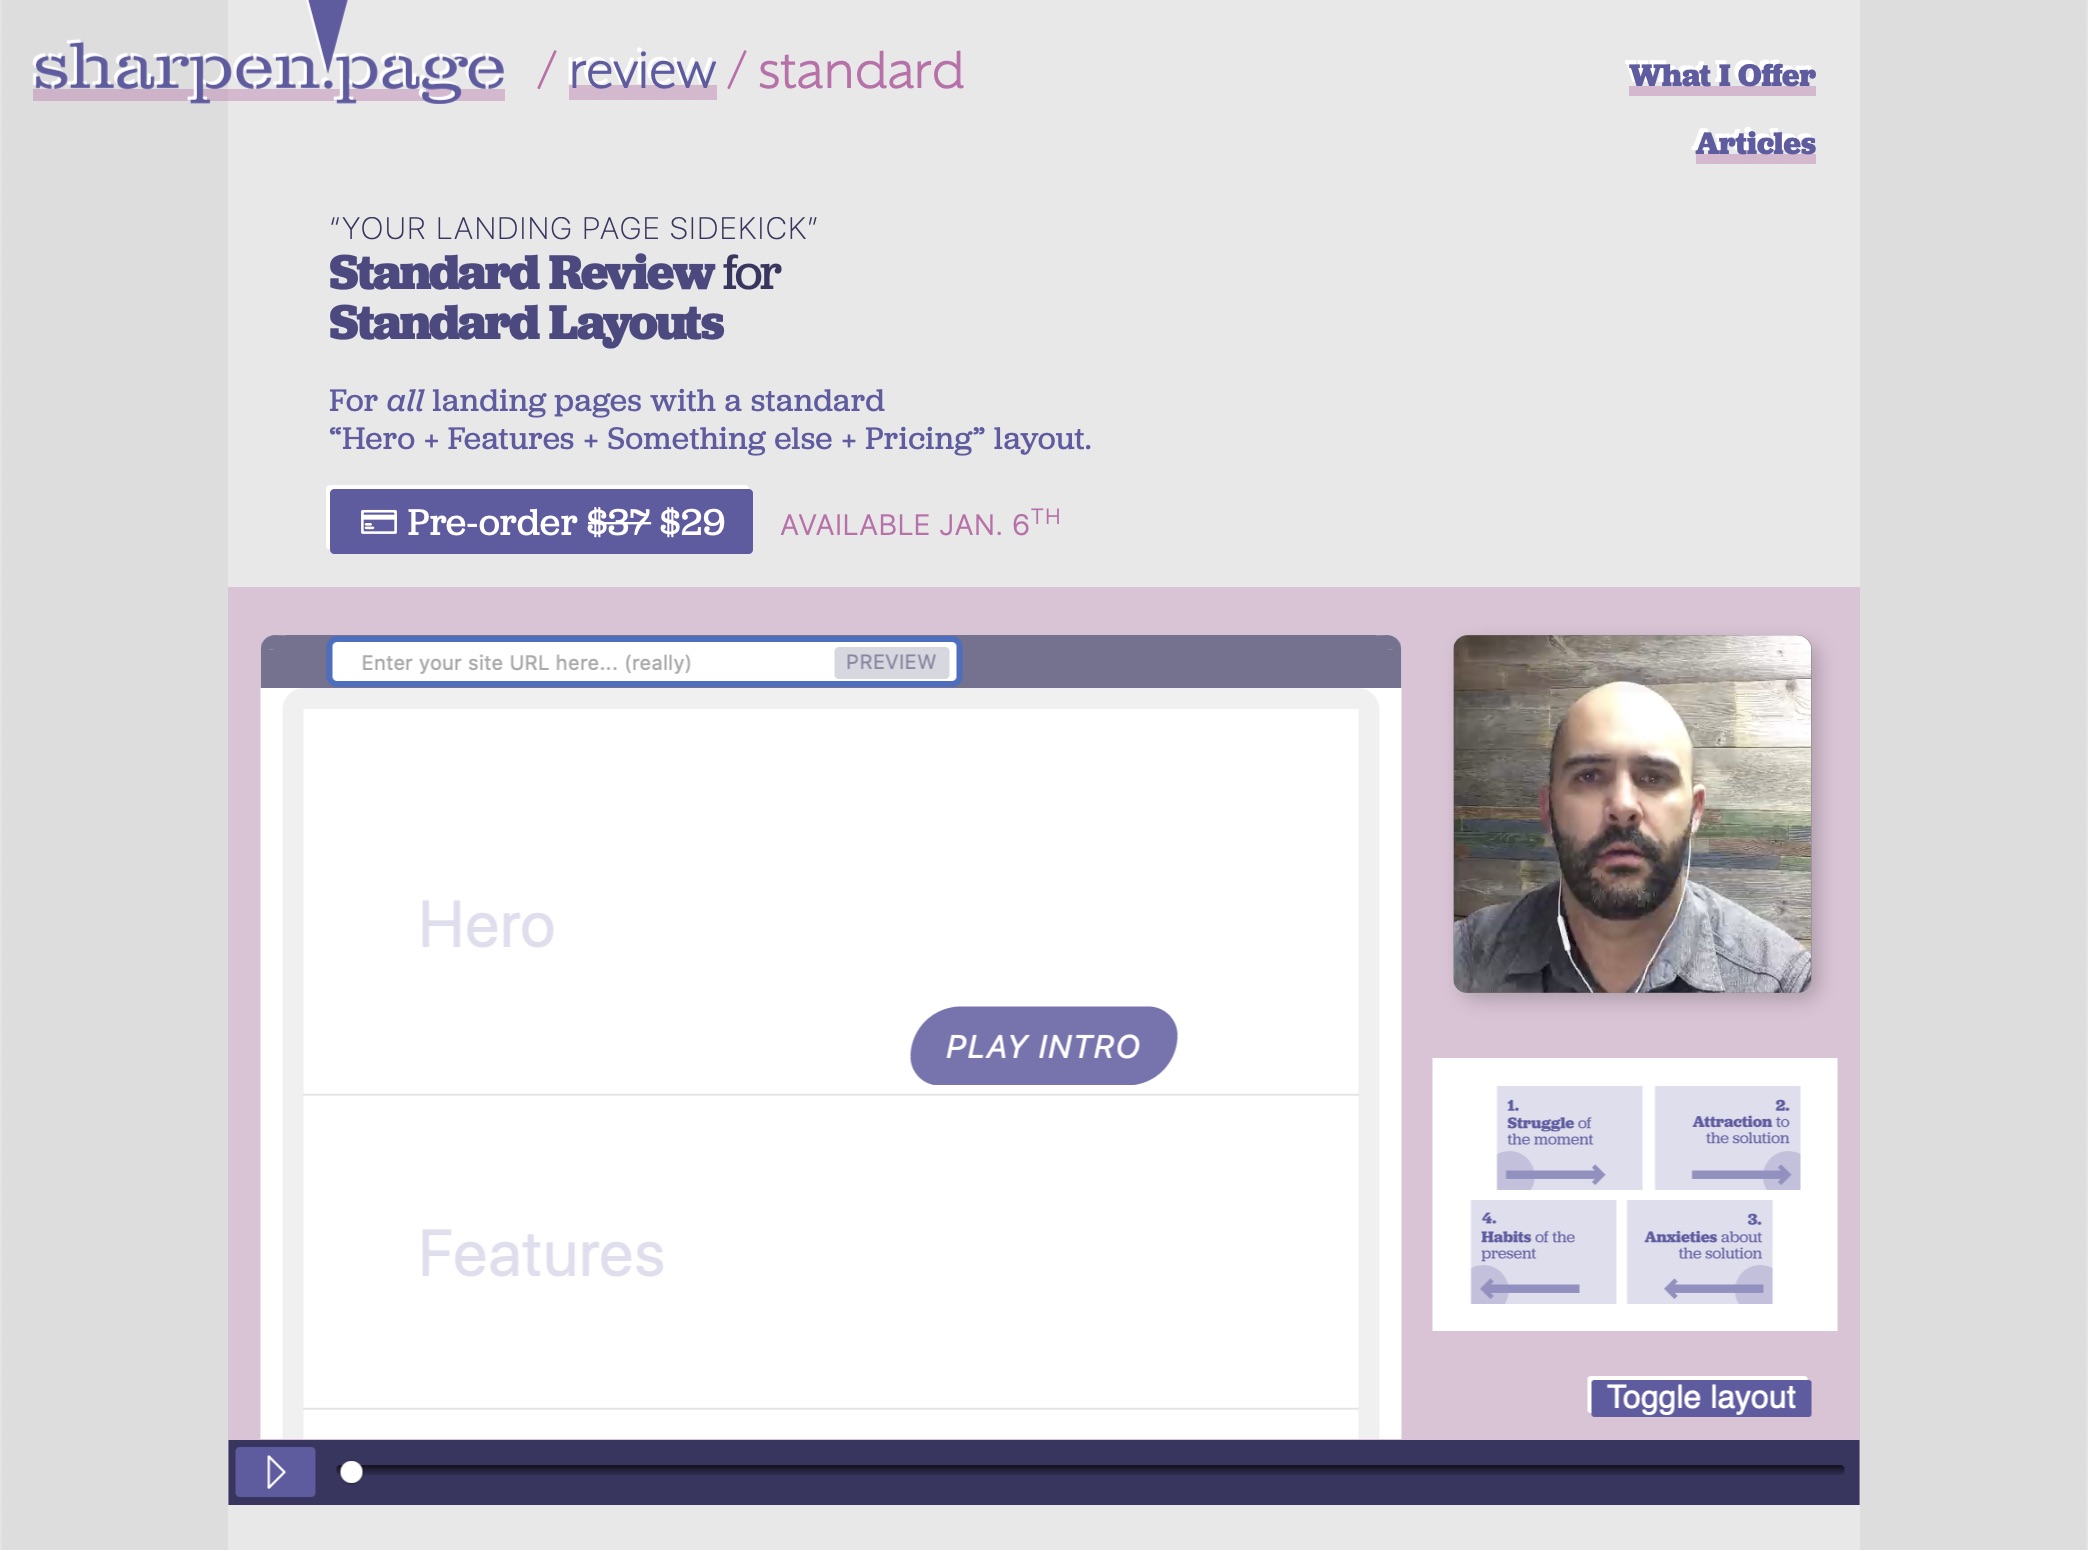 sharpen.page / review / standard
What I Offer
Articles
“YOUR LANDING PAGE SIDEKICK”
Standard Review for
Standard Layouts
For all landing pages with a standard
“Hero + Features + Something else + Pricing” layout.
Pre-order $37 $29
AVAILABLE JAN. 6TH
Enter your site URL here... (really)
PREVIEW
Hero
PLAY INTRO
Features
1.
Struggle of
the moment
2.
Attraction to
the solution
4.
Habits of the
present
3.
Anxieties about
the solution
Toggle layout